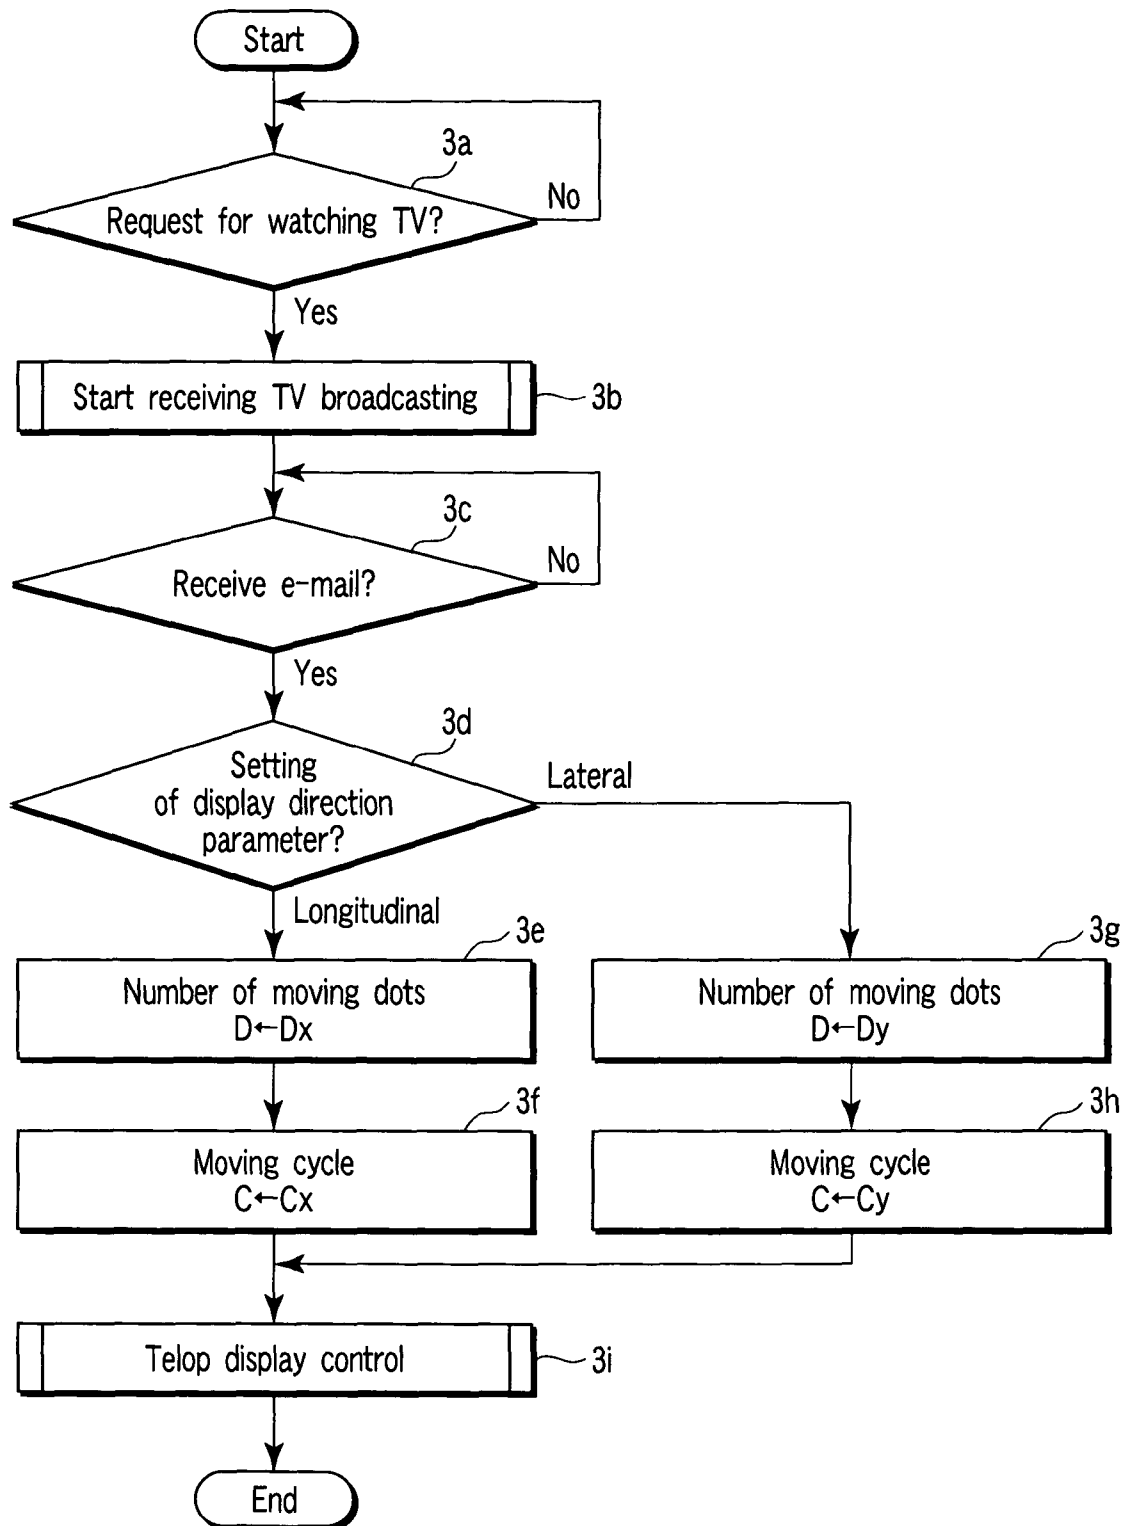 Start
3a
Request for watching TV?
No
Yes
Start receiving TV broadcasting
3b
3c
Receive e-mail?
No
Yes
3d
Setting
of display direction
parameter?
Lateral
Longitudinal
3e
Number of moving dots
D←Dx
3g
Number of moving dots
D←Dy
3f
Moving cycle
C←Cx
3h
Moving cycle
C←Cy
Telop display control
3i
End